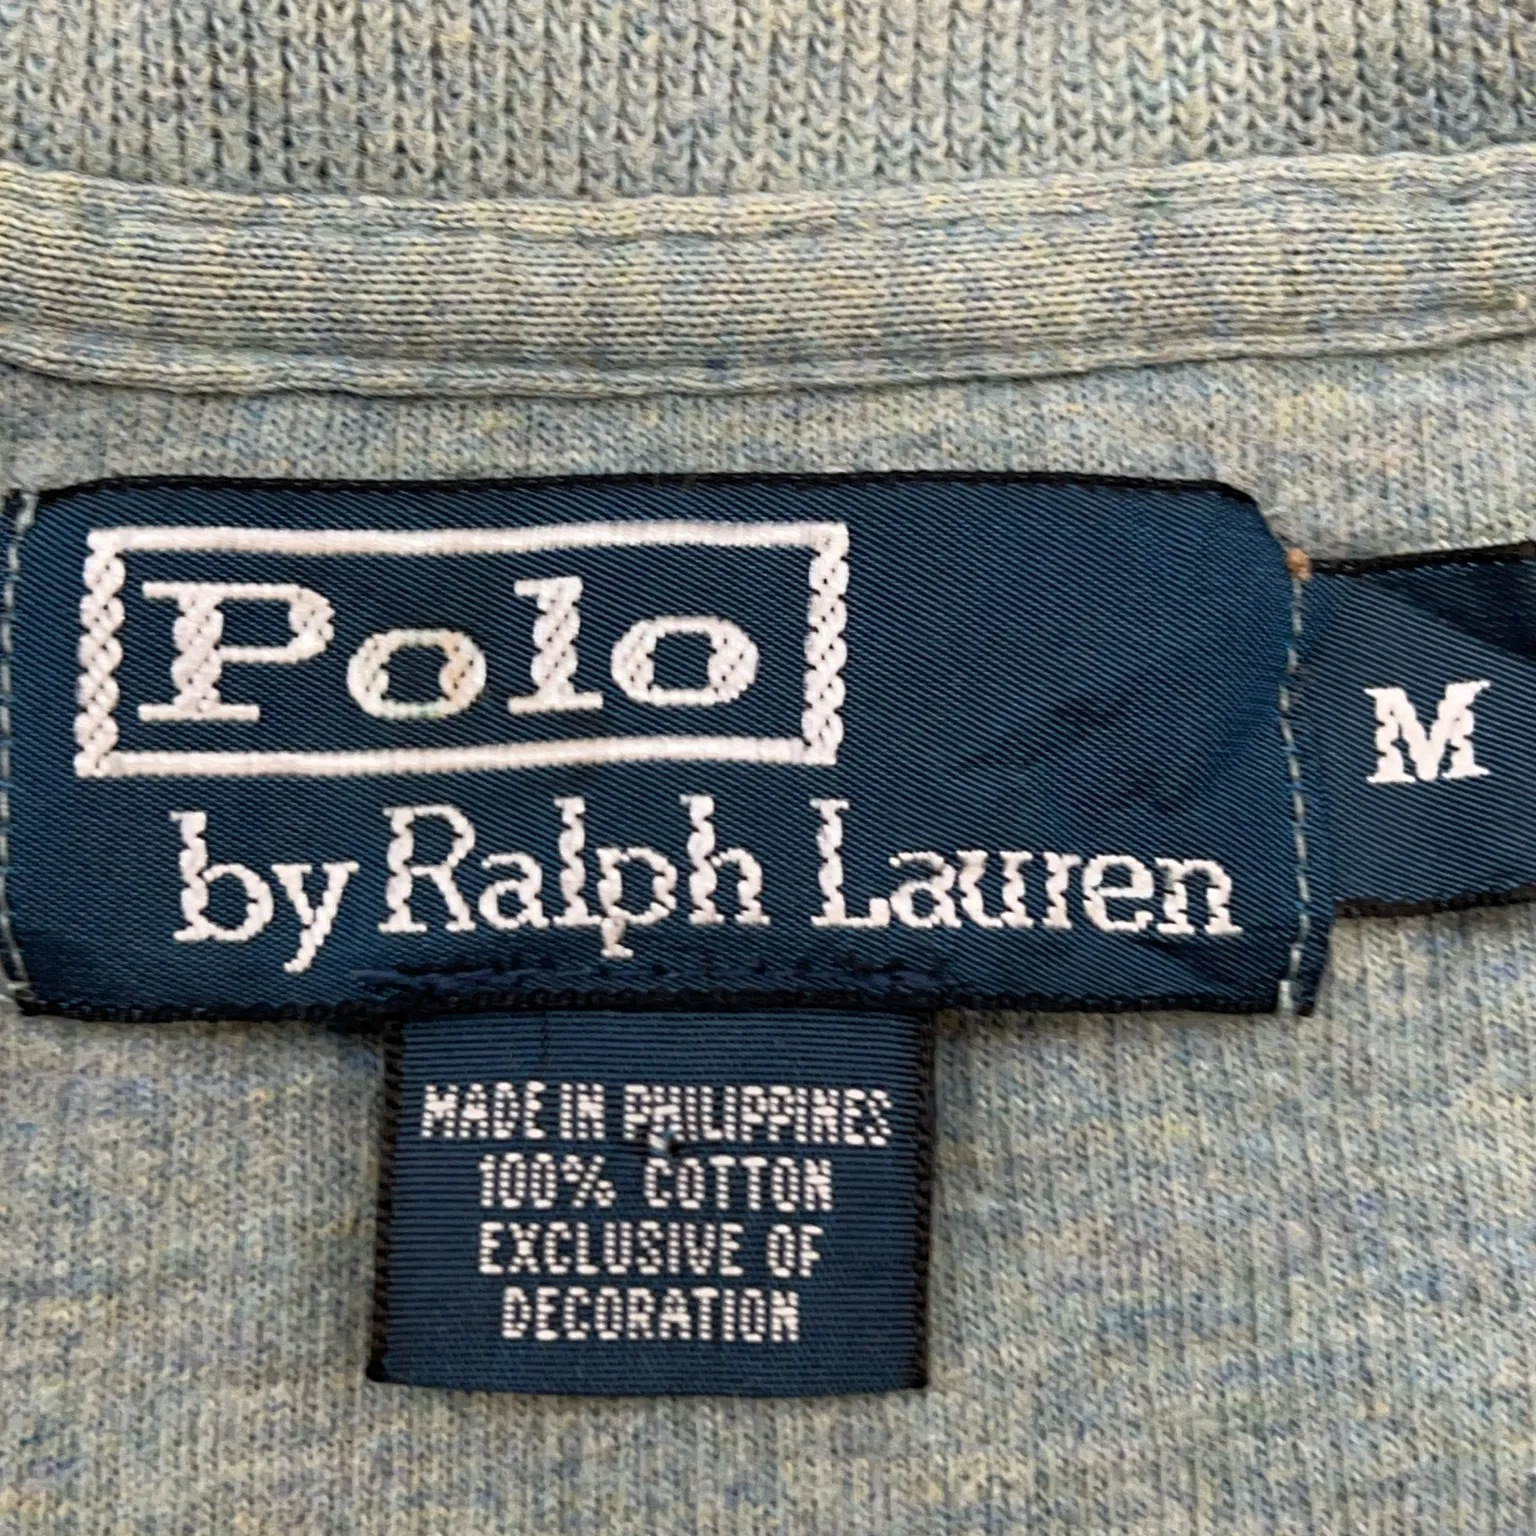 Polo
by Ralph Lauren
M
MADE IN PHILIPPINES
100% COTTON
EXCLUSIVE OF
DECORATION